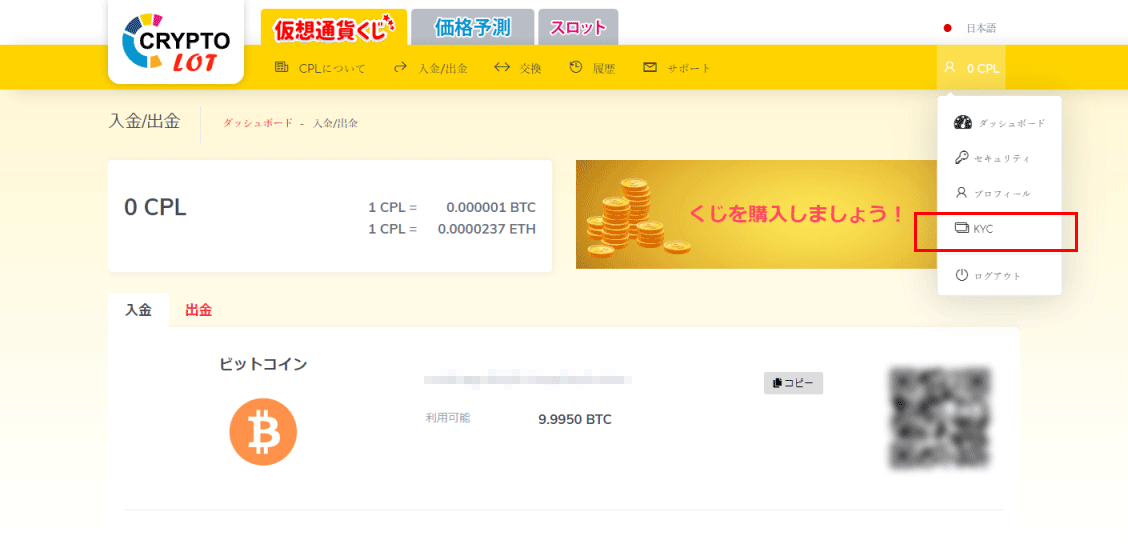 CRYPTO
LOT
仮想通貨くじ
価格予測
スロット
日本語
CPLについて
入金/出金
交換
履歴
サポート
0 CPL
入金/出金
ダッシュボード - 入金/出金
ダッシュボード
セキュリティ
プロフィール
KYC
ログアウト
0 CPL
1 CPL = 0.000001 BTC
1 CPL = 0.0000237 ETH
くじを購入しましょう！
入金
出金
ビットコイン
コピー
利用可能
9.9950 BTC